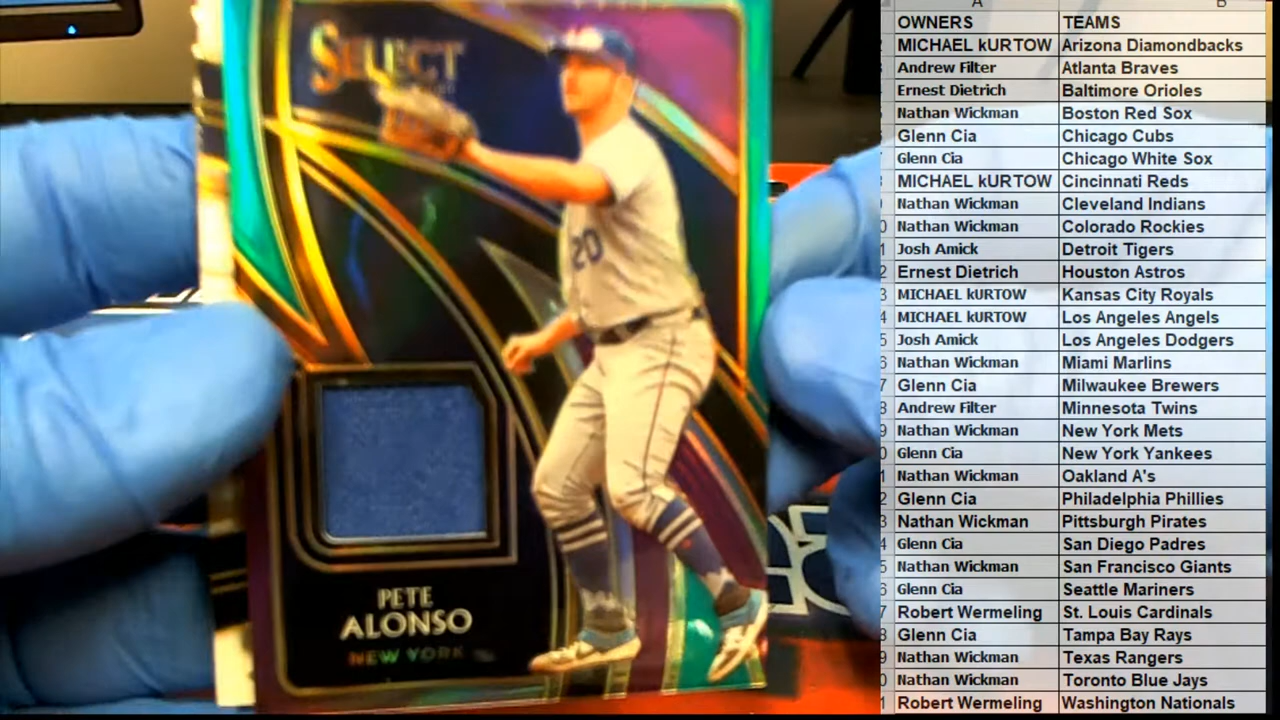 SELECT
20
PETE
ALONSO
NEW YORK
A B
OWNERS TEAMS
MICHAEL kURTOW Arizona Diamondbacks
Andrew Filter Atlanta Braves
Ernest Dietrich Baltimore Orioles
Nathan Wickman Boston Red Sox
Glenn Cia Chicago Cubs
Glenn Cia Chicago White Sox
MICHAEL kURTOW Cincinnati Reds
Nathan Wickman Cleveland Indians
Nathan Wickman Colorado Rockies
Josh Amick Detroit Tigers
Ernest Dietrich Houston Astros
MICHAEL kURTOW Kansas City Royals
MICHAEL kURTOW Los Angeles Angels
Josh Amick Los Angeles Dodgers
Nathan Wickman Miami Marlins
Glenn Cia Milwaukee Brewers
Andrew Filter Minnesota Twins
Nathan Wickman New York Mets
Glenn Cia New York Yankees
Nathan Wickman Oakland A's
Glenn Cia Philadelphia Phillies
Nathan Wickman Pittsburgh Pirates
Glenn Cia San Diego Padres
Nathan Wickman San Francisco Giants
Glenn Cia Seattle Mariners
Robert Wermeling St. Louis Cardinals
Glenn Cia Tampa Bay Rays
Nathan Wickman Texas Rangers
Nathan Wickman Toronto Blue Jays
Robert Wermeling Washington Nationals